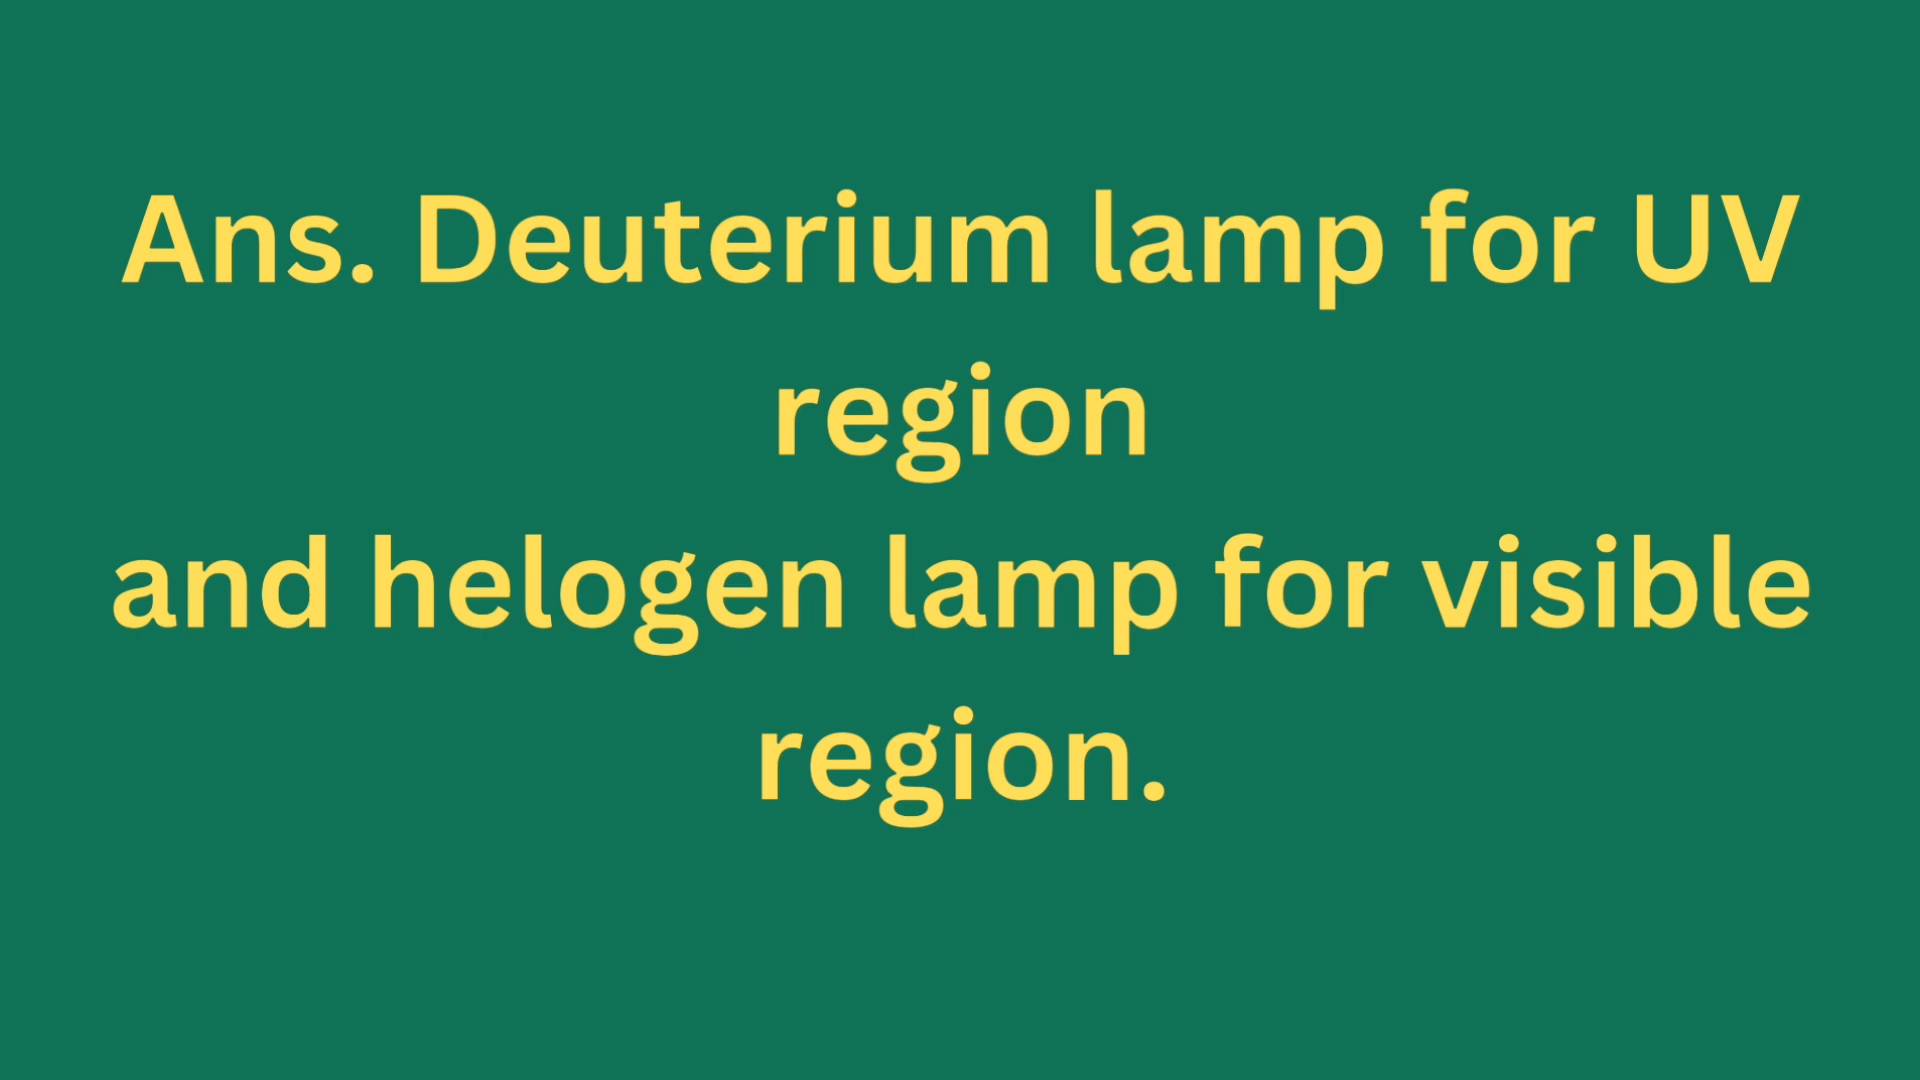 Ans. Deuterium lamp for UV
region
and helogen lamp for visible
region.